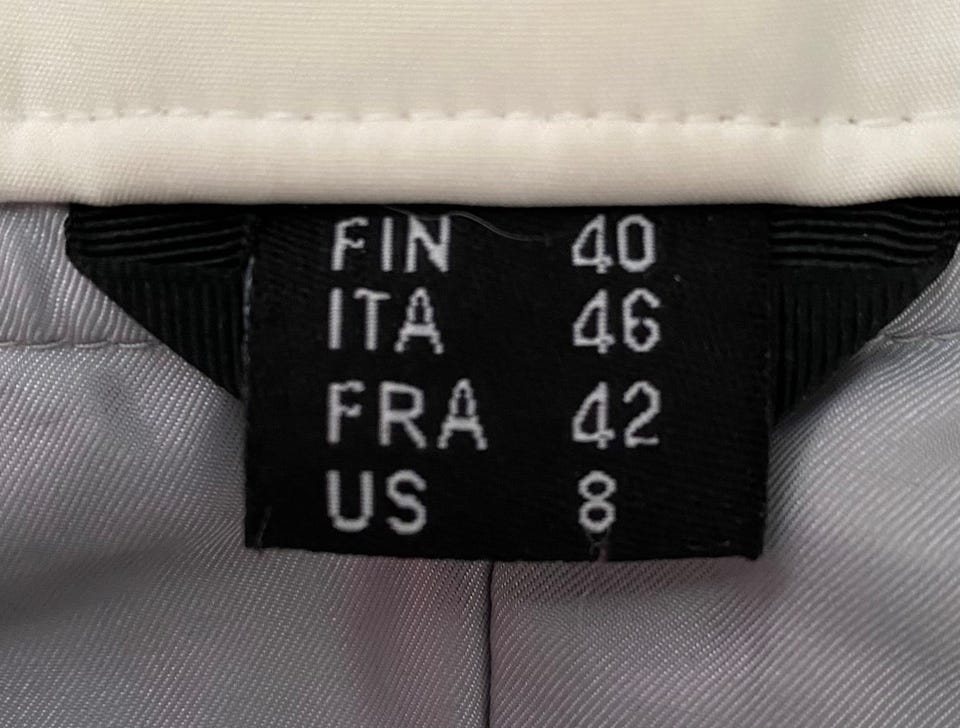 FIN 40
ITA 46
FRA 42
US 8